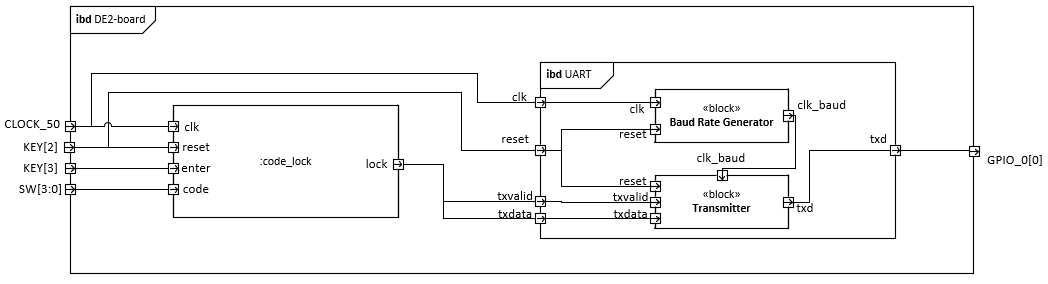 ibd DE2-board
ibd UART
CLOCK_50
KEY[2]
KEY[3]
SW[3:0]
clk
reset
enter
code
:code_lock
lock
clk
reset
txvalid
txdata
clk
reset
«block»
Baud Rate Generator
clk_baud
clk_baud
reset
txvalid
txdata
«block»
Transmitter
txd
txd
GPIO_0[0]